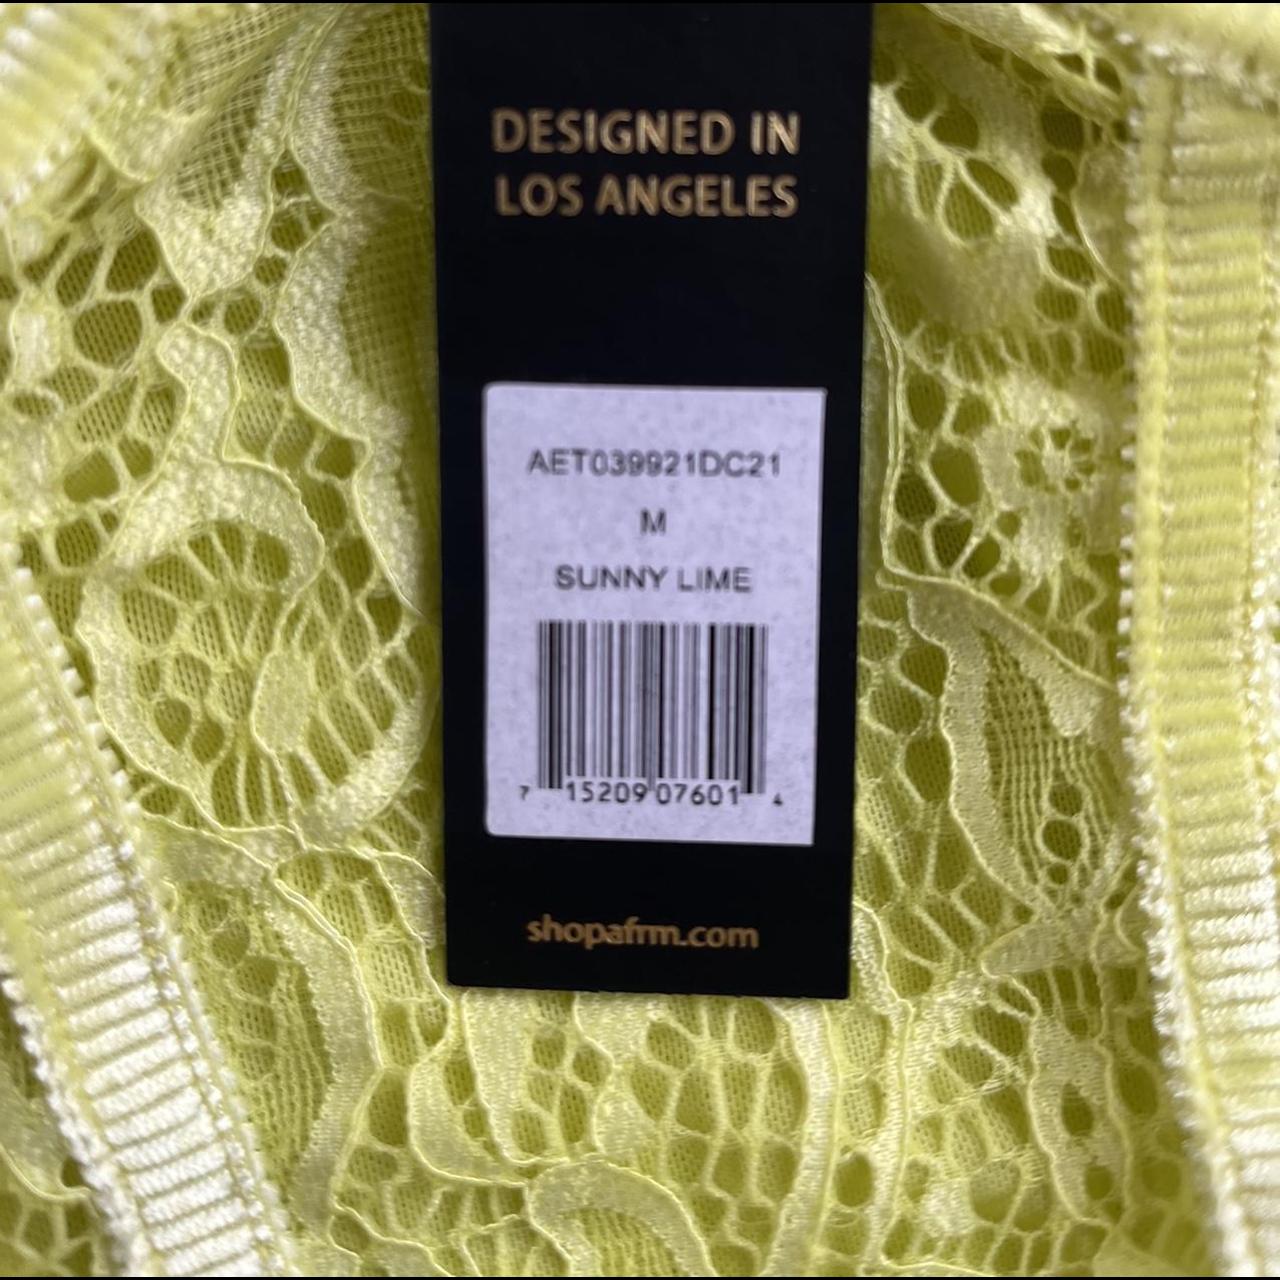 DESIGNED IN
LOS ANGELES
AET039921DC21
M
SUNNY LIME
7 15209 07601 4
shopafrm.com